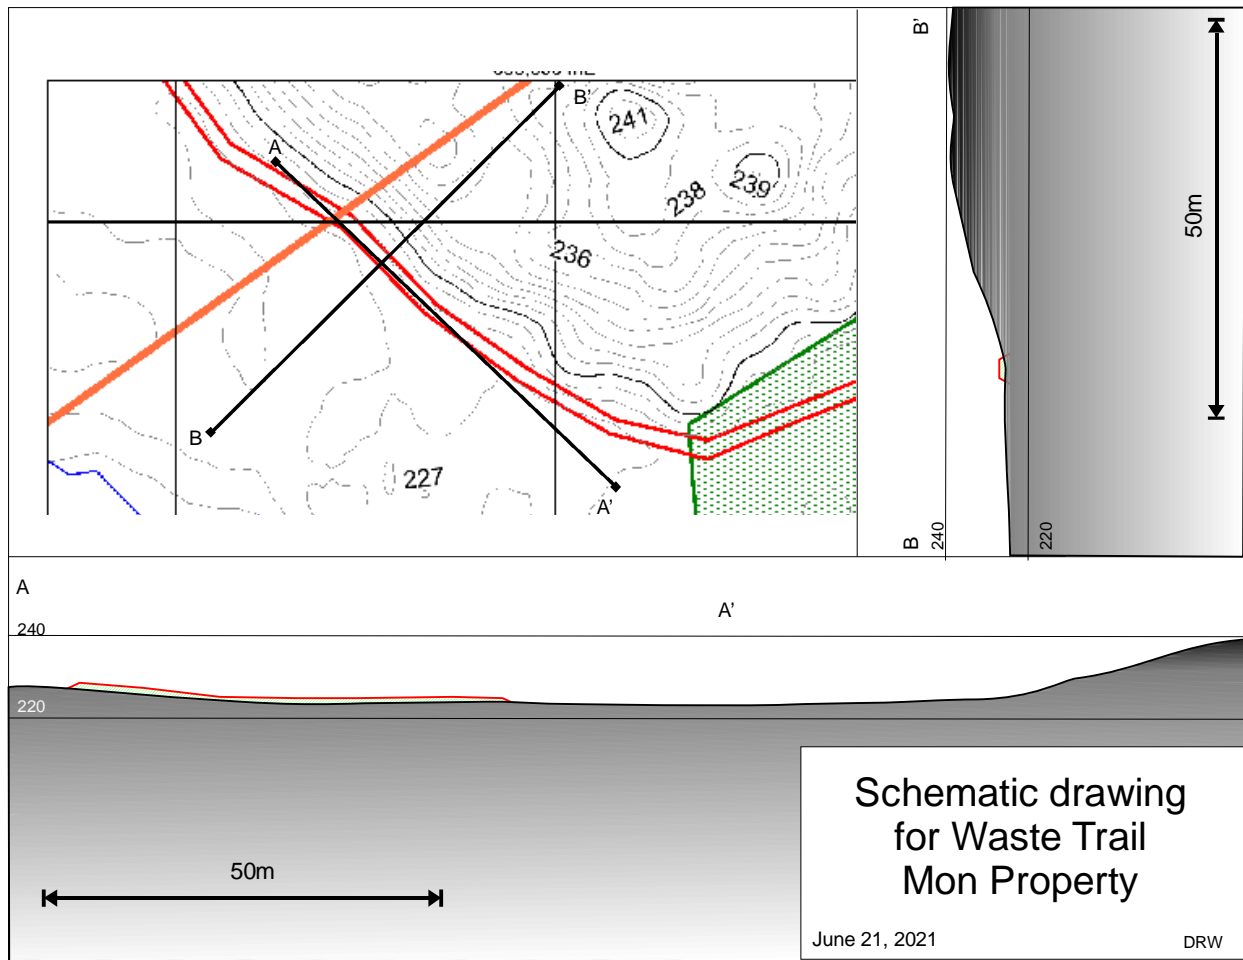 B'
A
241
239
238
236
50m
B
227
A'
B
240
220
A
A'
240
220
50m
Schematic drawing
for Waste Trail
Mon Property
June 21, 2021
DRW
B'